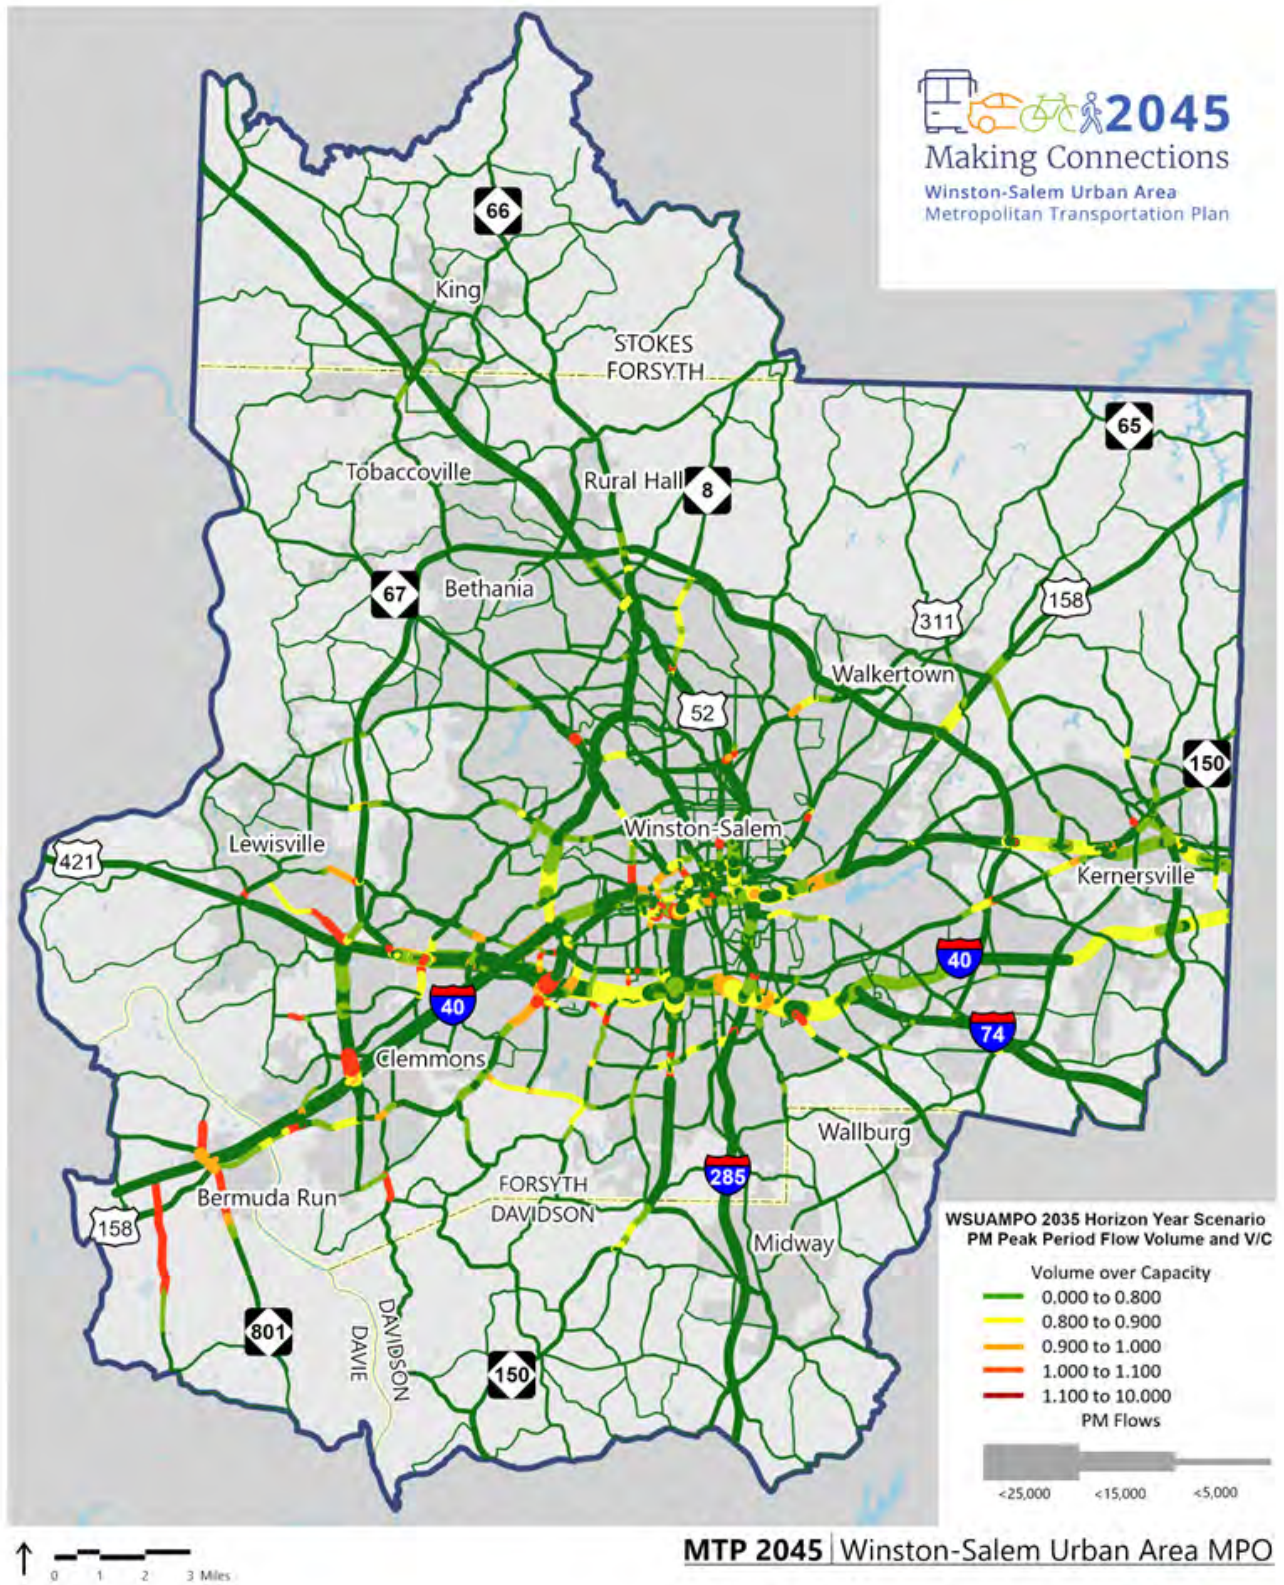 2045
Making Connections
Winston-Salem Urban Area
Metropolitan Transportation Plan
66
King
STOKES
FORSYTH
65
Tobaccoville
Rural Hall
8
67
Bethania
158
311
Walkertown
52
150
Winston-Salem
Lewisville
421
Kernersville
40
40
74
Clemmons
Wallburg
285
FORSYTH
DAVIDSON
Bermuda Run
158
Midway
801
DAVIDSON
DAVIE
150
WSUAMPO 2035 Horizon Year Scenario
PM Peak Period Flow Volume and V/C
Volume over Capacity
0.000 to 0.800
0.800 to 0.900
0.900 to 1.000
1.000 to 1.100
1.100 to 10.000
PM Flows
<25,000 <15,000 <5,000
0 1 2 3 Miles
MTP 2045 | Winston-Salem Urban Area MPO